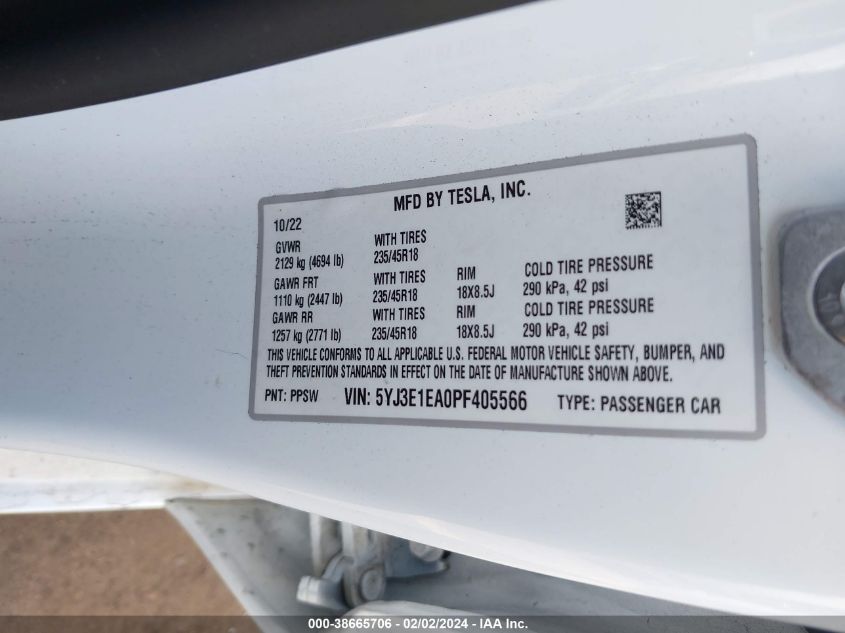 MFD BY TESLA, INC.
10/22
GVWR WITH TIRES
2129 kg (4694 lb) 235/45R18
GAWR FRT WITH TIRES RIM COLD TIRE PRESSURE
1110 kg (2447 lb) 235/45R18 18X8.5J 290 kPa, 42 psi
GAWR RR WITH TIRES RIM COLD TIRE PRESSURE
1257 kg (2771 lb) 235/45R18 18X8.5J 290 kPa, 42 psi
THIS VEHICLE CONFORMS TO ALL APPLICABLE U.S. FEDERAL MOTOR VEHICLE SAFETY, BUMPER, AND
THEFT PREVENTION STANDARDS IN EFFECT ON THE DATE OF MANUFACTURE SHOWN ABOVE.
PNT: PPSW VIN: 5YJ3E1EA0PF405566 TYPE: PASSENGER CAR
000-38665706 - 02/02/2024 - IAA Inc.